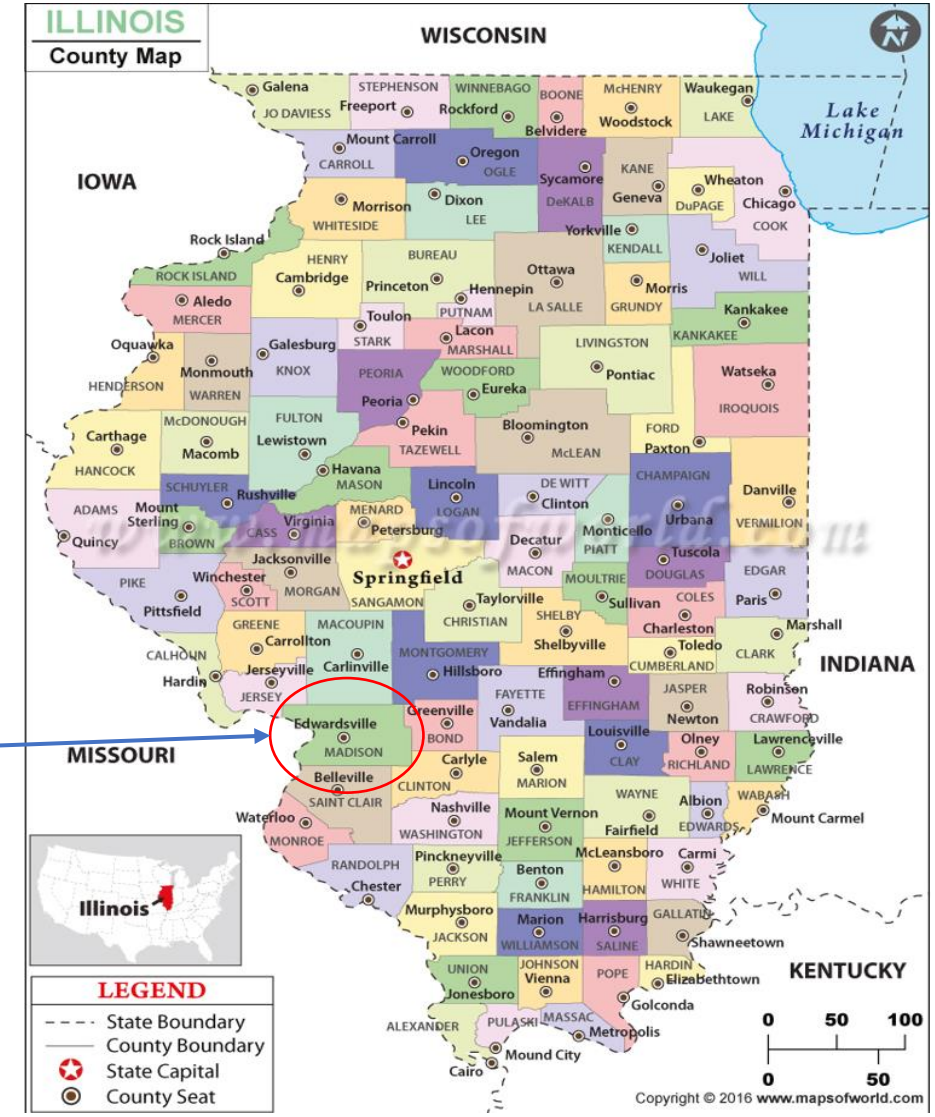 ILLINOIS
County Map
WISCONSIN
N
Lake
Michigan
IOWA
Galena
JO DAVIESS
STEPHENSON
Freeport
WINNEBAGO
Rockford
BOONE
Belvidere
McHENRY
Woodstock
Waukegan
LAKE
Mount Carroll
CARROLL
Oregon
OGLE
Sycamore
DeKALB
KANE
Geneva
Wheaton
DuPAGE
Chicago
COOK
Morrison
WHITESIDE
Dixon
LEE
Yorkville
KENDALL
Joliet
WILL
Rock Island
ROCK ISLAND
HENRY
Cambridge
BUREAU
Princeton
Hennepin
PUTNAM
Ottawa
LA SALLE
Morris
GRUNDY
Kankakee
KANKAKEE
Aledo
MERCER
Toulon
STARK
Lacon
MARSHALL
LIVINGSTON
Pontiac
Watseka
IROQUOIS
Oquawka
HENDERSON
Monmouth
WARREN
Galesburg
KNOX
PEORIA
Peoria
WOODFORD
Eureka
Carthage
HANCOCK
McDONOUGH
Macomb
FULTON
Lewistown
Pekin
TAZEWELL
Bloomington
McLEAN
FORD
Paxton
Havana
MASON
SCHUYLER
Rushville
Lincoln
LOGAN
DE WITT
Clinton
CHAMPAIGN
Urbana
Danville
VERMILION
ADAMS
Quincy
Mount
Sterling
BROWN
Virginia
CASS
MENARD
Petersburg
Monticello
PIATT
Decatur
MACON
Tuscola
DOUGLAS
EDGAR
Paris
PIKE
Pittsfield
Winchester
SCOTT
Jacksonville
MORGAN
Springfield
SANGAMON
Taylorville
CHRISTIAN
MOULTRIE
Sullivan
COLES
Charleston
SHELBY
Shelbyville
Toledo
CUMBERLAND
Marshall
CLARK
GREENE
Carrollton
MACOUPIN
Carlinville
MONTGOMERY
Hillsboro
CALHOUN
Hardin
Jerseyville
JERSEY
FAYETTE
Vandalia
Effingham
EFFINGHAM
JASPER
Newton
Robinson
CRAWFORD
INDIANA
Edwardsville
MADISON
Greenville
BOND
Louisville
CLAY
Olney
RICHLAND
Lawrenceville
LAWRENCE
MISSOURI
Belleville
SAINT CLAIR
Carlyle
CLINTON
Salem
MARION
WAYNE
Fairfield
Albion
EDWARDS
WABASH
Mount Carmel
Waterloo
MONROE
Nashville
WASHINGTON
Mount Vernon
JEFFERSON
RANDOLPH
Chester
Pinckneyville
PERRY
Benton
FRANKLIN
McLeansboro
HAMILTON
Carmi
WHITE
Murphysboro
JACKSON
Marion
WILLIAMSON
Harrisburg
SALINE
GALLATIN
Shawneetown
UNION
Jonesboro
JOHNSON
Vienna
POPE
Golconda
HARDIN
Elizabethtown
KENTUCKY
ALEXANDER
Cairo
PULASKI
Mound City
MASSAC
Metropolis
Illinois
LEGEND
State Boundary
County Boundary
State Capital
County Seat
0 50 100
0 50
Copyright © 2016 www.mapsofworld.com